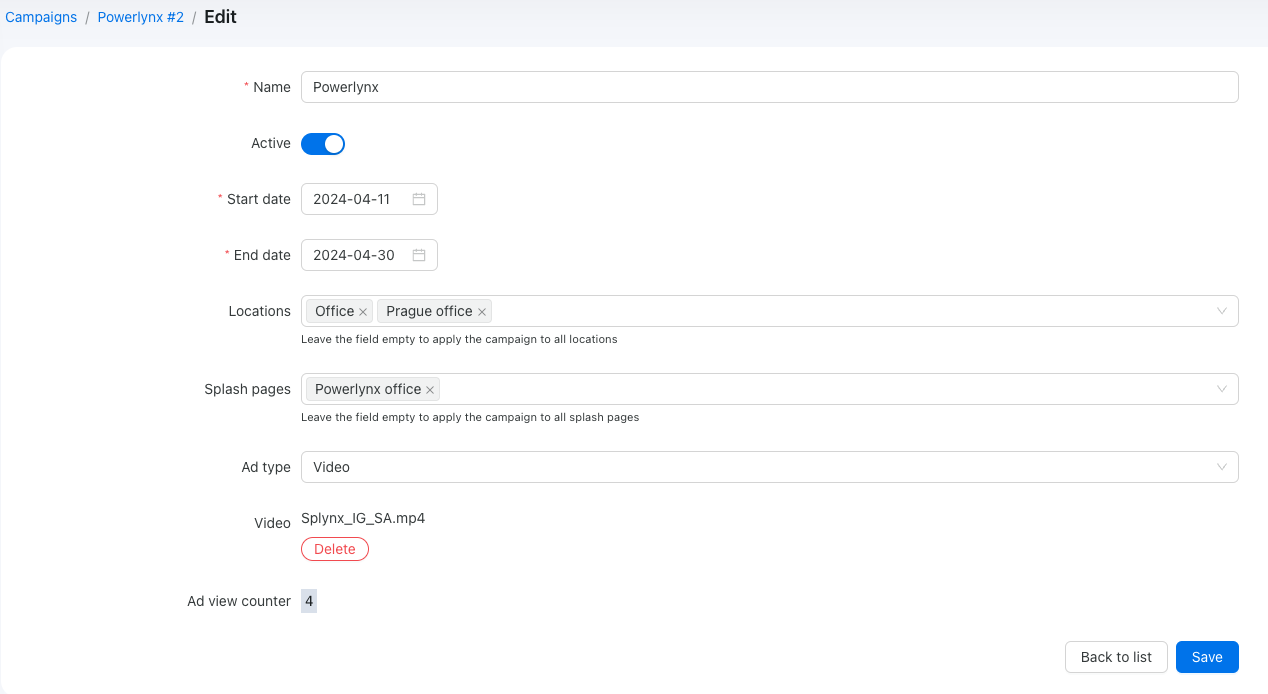 Campaigns / Powerlynx #2 / Edit
* Name Powerlynx
Active
* Start date 2024-04-11
* End date 2024-04-30
Locations Office × Prague office ×
Leave the field empty to apply the campaign to all locations
Splash pages Powerlynx office ×
Leave the field empty to apply the campaign to all splash pages
Ad type Video
Video Splynx_IG_SA.mp4
Delete
Ad view counter 4
Back to list Save